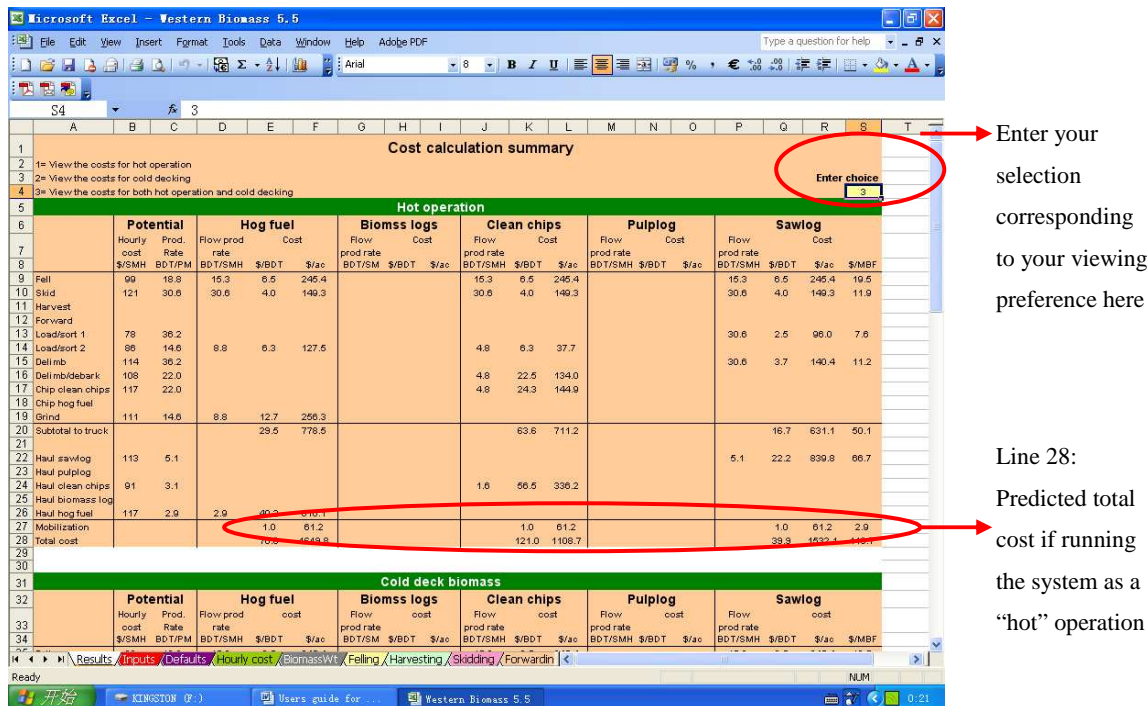 Microsoft Excel - Western Biomass 5.5
File Edit View Insert Format Tools Data Window Help Adobe PDF Type a question for help
Arial 8 B I U
S4 fx 3
A B C D E F G H I J K L M N O P Q R S T
1 Cost calculation summary
2 1= View the costs for hot operation
3 2= View the costs for cold decking Enter choice
4 3= View the costs for both hot operation and cold decking 3
5 Hot operation
6 Potential Hog fuel Biomss logs Clean chips Pulplog Sawlog
Hourly Prod. Flow prod Cost Flow Cost Flow Cost Flow Cost Flow Cost
7 cost Rate rate prod rate prod rate prod rate prod rate
8 $/SMH BDT/PM BDT/SMH $/BDT $/ac BDT/SM $/BDT $/ac BDT/SMH $/BDT $/ac BDT/SMH $/BDT $/ac BDT/SMH $/BDT $/ac $/MBF
9 Fell 99 18.8 15.3 6.5 245.4 15.3 6.5 245.4 15.3 6.5 245.4 19.5
10 Skid 121 30.6 30.6 4.0 149.3 30.6 4.0 149.3 30.6 4.0 149.3 11.9
11 Harvest
12 Forward
13 Load/sort 1 78 36.2 30.6 2.5 96.0 7.6
14 Load/sort 2 86 14.6 8.8 6.3 127.5 4.8 6.3 37.7
15 Delimb 114 36.2 30.6 3.7 140.4 11.2
16 Delimb/debark 108 22.0 4.8 22.5 134.0
17 Chip clean chips 117 22.0 4.8 24.3 144.9
18 Chip hog fuel
19 Grind 111 14.6 8.8 12.7 256.3
20 Subtotal to truck 29.5 778.5 63.6 711.2 16.7 631.1 50.1
21
22 Haul sawlog 113 5.1 5.1 22.2 839.8 66.7
23 Haul pulplog
24 Haul clean chips 91 3.1 1.6 56.5 336.2
25 Haul biomass log
26 Haul hog fuel 117 2.9 2.9
27 Mobilization 1.0 61.2 1.0 61.2 1.0 61.2 2.9
28 Total cost 1649.8 121.0 1108.7 39.9 1532.1
29
30
31 Cold deck biomass
32 Potential Hog fuel Biomss logs Clean chips Pulplog Sawlog
Hourly Prod. Flow prod cost Flow cost Flow cost Flow cost Flow cost
33 cost Rate rate prod rate prod rate prod rate prod rate
34 $/SMH BDT/PM BDT/SMH $/BDT $/ac BDT/SM $/BDT $/ac BDT/SMH $/BDT $/ac BDT/SMH $/BDT $/ac BDT/SMH $/BDT $/ac $/MBF
Results Inputs Defaults Hourly cost BiomassWt Felling Harvesting Skidding Forwardin
Ready NUM
开始 KINGSTON (F:) Users guide for ... Western Biomass 5.5 0:21
Enter your
selection
corresponding
to your viewing
preference here
Line 28:
Predicted total
cost if running
the system as a
“hot” operation